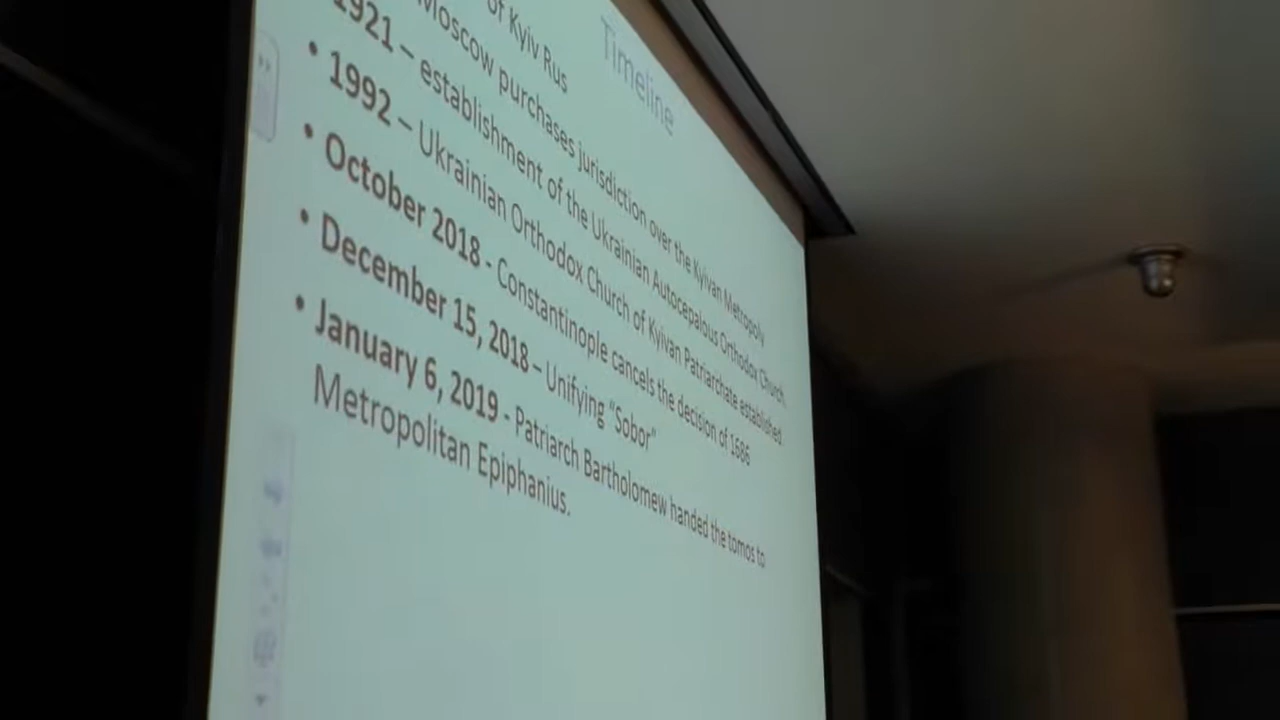 Timeline
of Kyiv Rus
Moscow purchases jurisdiction over the Kyivan Metropoly
1921 – establishment of the Ukrainian Autocepalous Orthodox Church
• 1992 – Ukrainian Orthodox Church of Kyivan Patriarchate established
• October 2018 - Constantinople cancels the decision of 1686
• December 15, 2018 – Unifying "Sobor"
• January 6, 2019 - Patriarch Bartholomew handed the tomos to
Metropolitan Epiphanius.